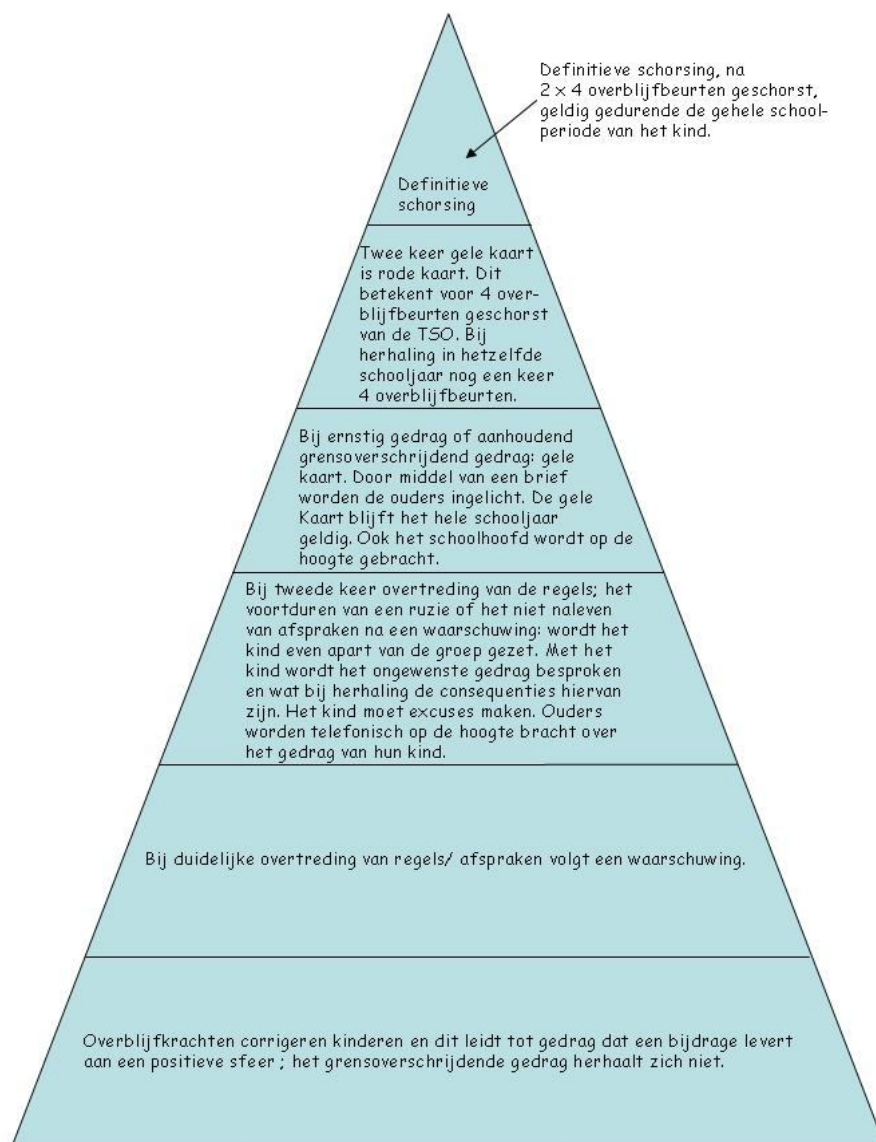 Definitieve schorsing, na
2 x 4 overblijfbeurten geschorst,
geldig gedurende de gehele school-
periode van het kind.
Definitieve
schorsing
Twee keer gele kaart
is rode kaart. Dit
betekent voor 4 over-
blijfbeurten geschorst
van de TSO. Bij
herhaling in hetzelfde
schooljaar nog een keer
4 overblijfbeurten.
Bij ernstig gedrag of aanhoudend
grensoverschrijdend gedrag: gele
kaart. Door middel van een brief
worden de ouders ingelicht. De gele
Kaart blijft het hele schooljaar
geldig. Ook het schoolhoofd wordt op de
hoogte gebracht.
Bij tweede keer overtreding van de regels; het
voortduren van een ruzie of het niet naleven
van afspraken na een waarschuwing: wordt het
kind even apart van de groep gezet. Met het
kind wordt het ongewenste gedrag besproken
en wat bij herhaling de consequenties hiervan
zijn. Het kind moet excuses maken. Ouders
worden telefonisch op de hoogte bracht over
het gedrag van hun kind.
Bij duidelijke overtreding van regels/ afspraken volgt een waarschuwing.
Overblijfkrachten corrigeren kinderen en dit leidt tot gedrag dat een bijdrage levert
aan een positieve sfeer ; het grensoverschrijdende gedrag herhaalt zich niet.